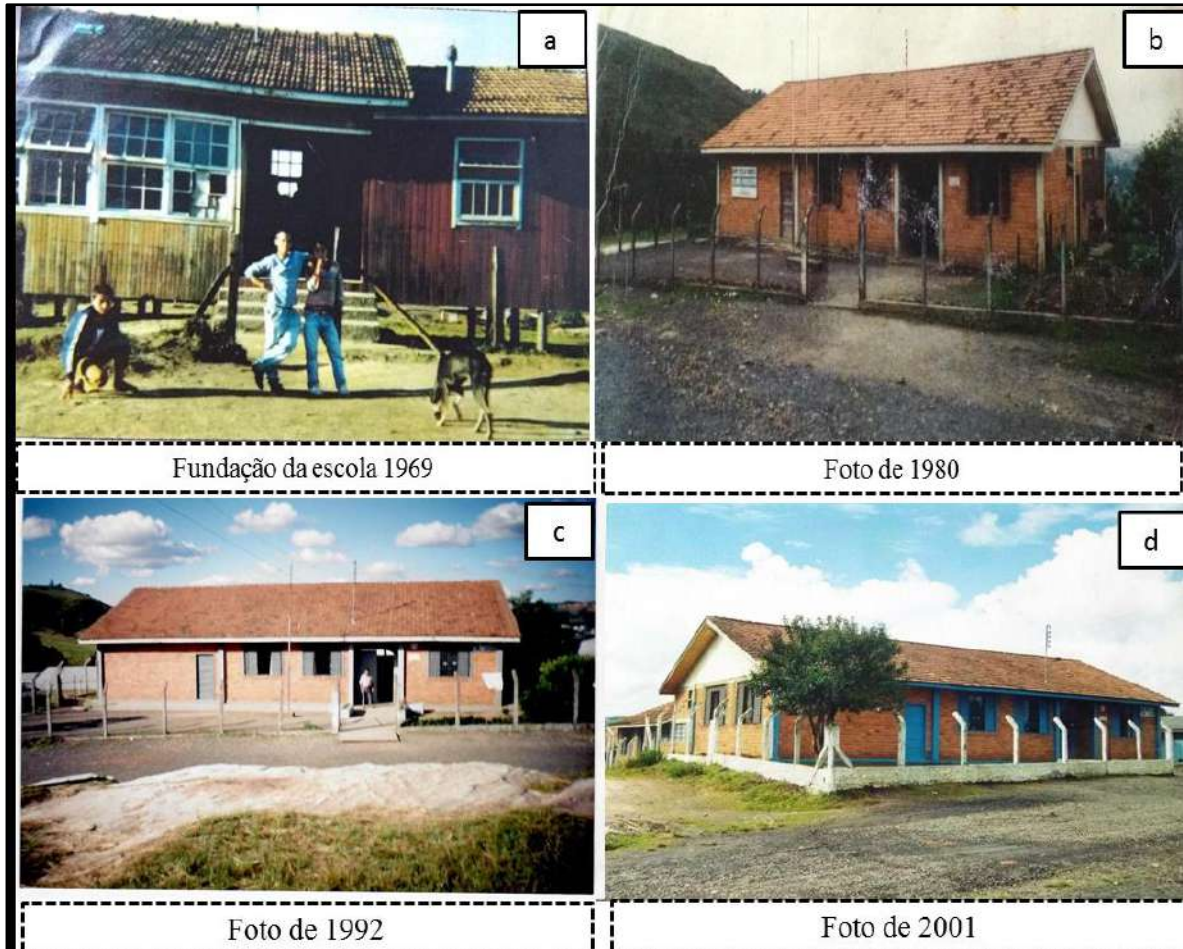 a
b
Fundação da escola 1969
Foto de 1980
c
d
Foto de 1992
Foto de 2001